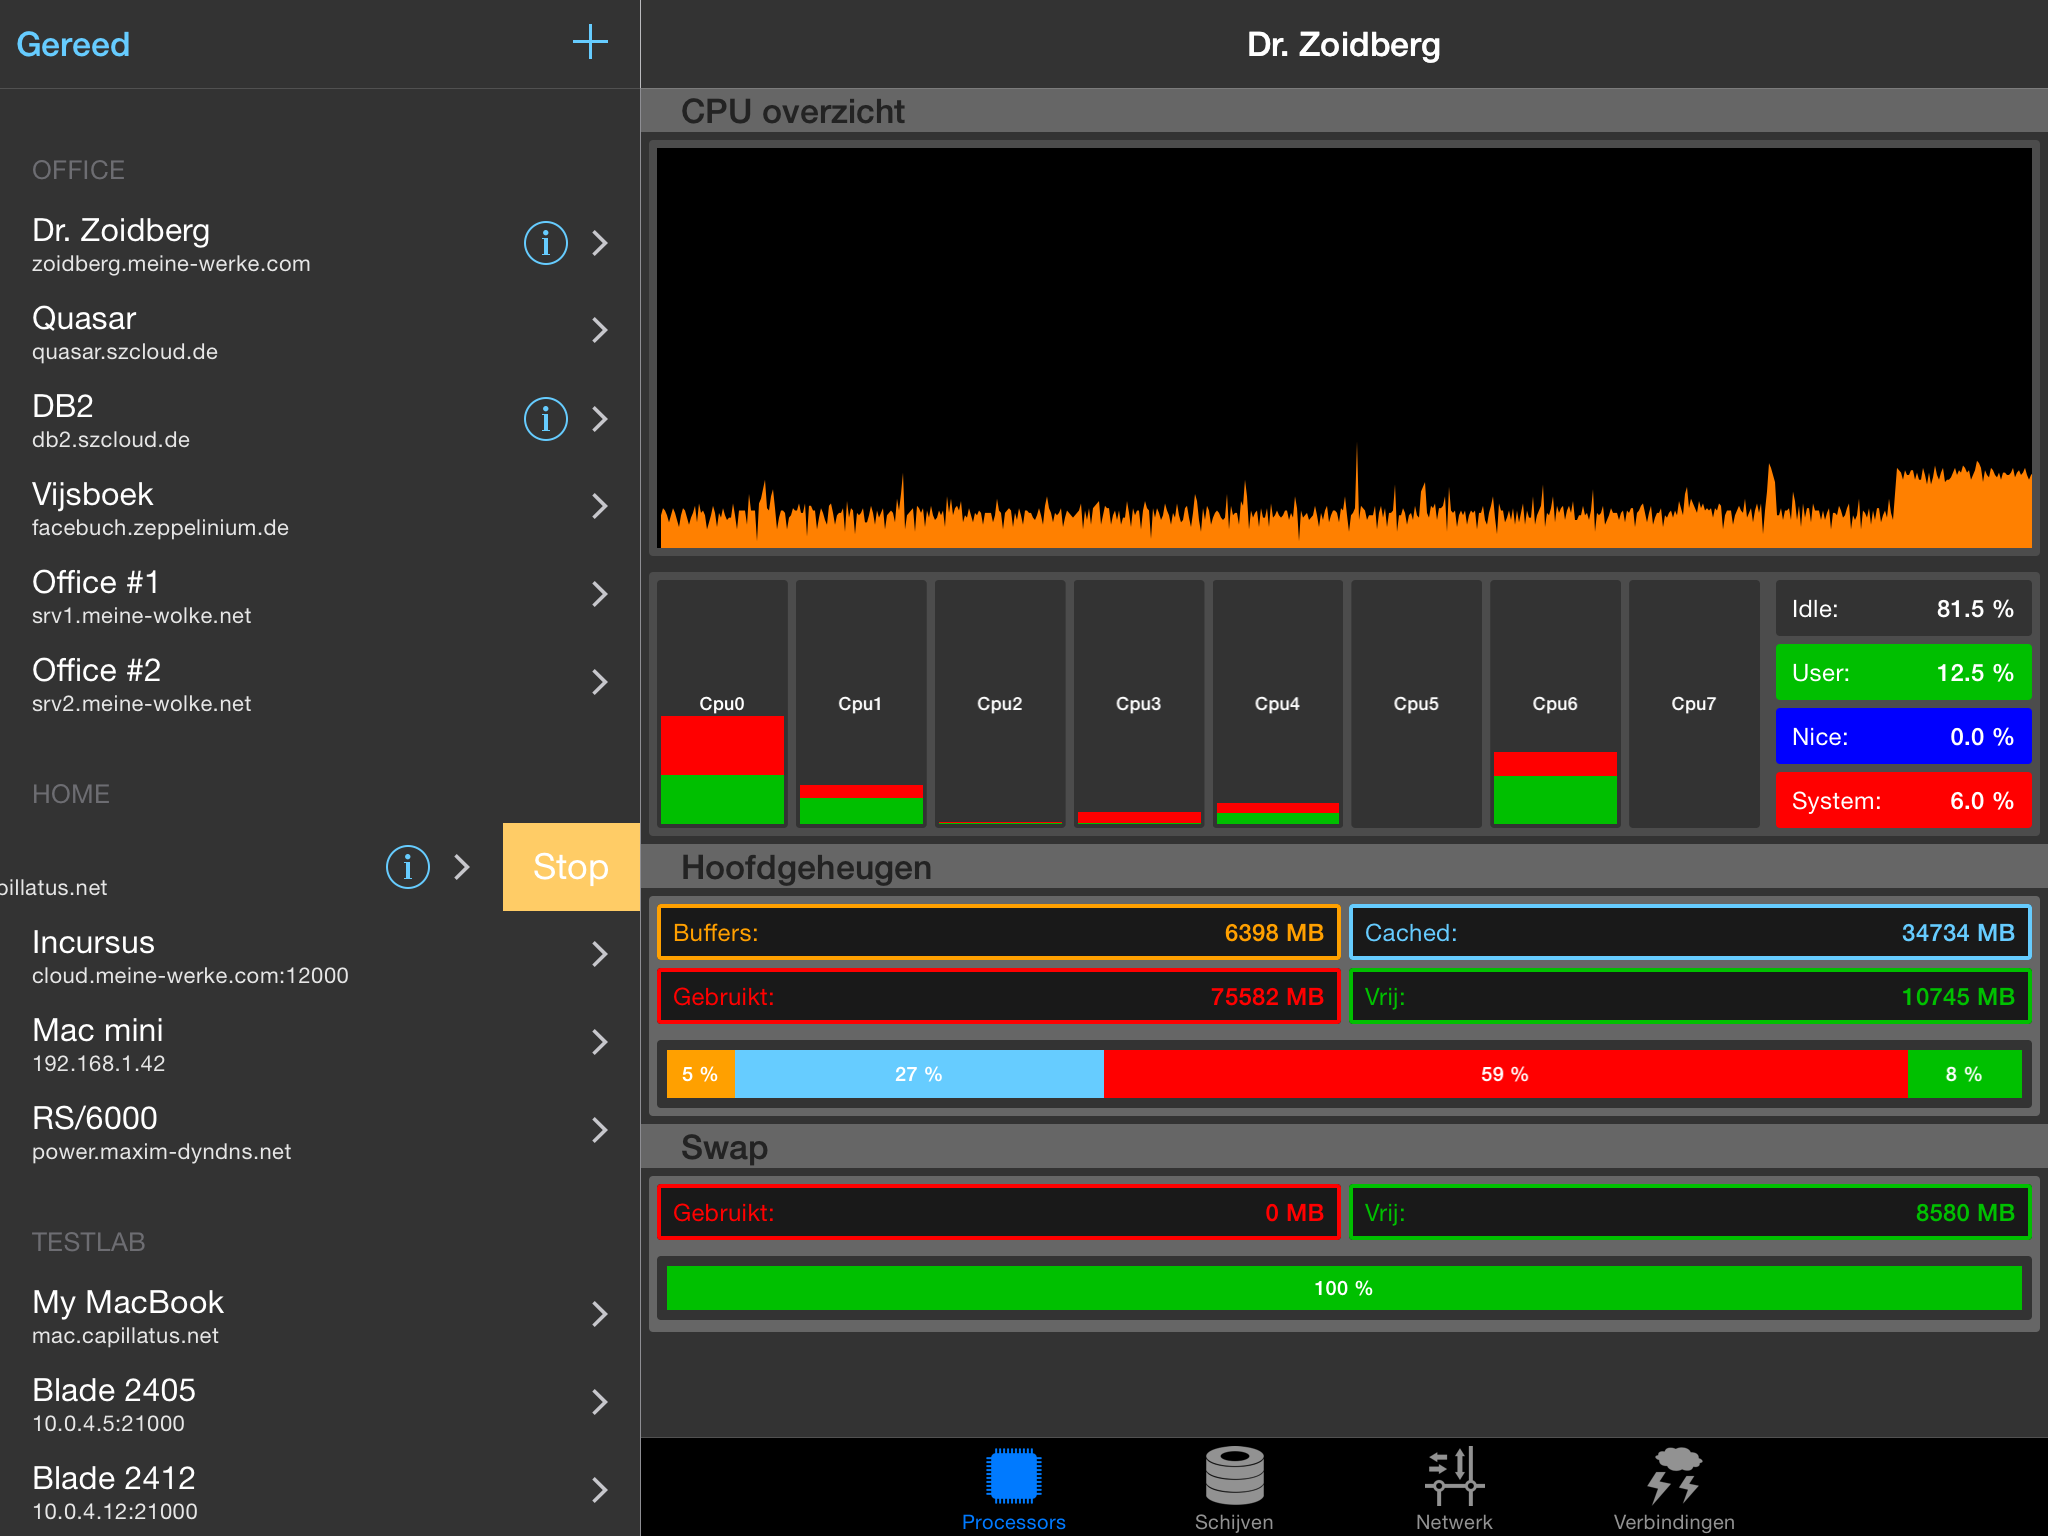 Gereed
OFFICE
Dr. Zoidberg
zoidberg.meine-werke.com
Quasar
quasar.szcloud.de
DB2
db2.szcloud.de
Vijsboek
facebuch.zeppelinium.de
Office #1
srv1.meine-wolke.net
Office #2
srv2.meine-wolke.net
HOME
pillatus.net
Stop
Incursus
cloud.meine-werke.com:12000
Mac mini
192.168.1.42
RS/6000
power.maxim-dyndns.net
TESTLAB
My MacBook
mac.capillatus.net
Blade 2405
10.0.4.5:21000
Blade 2412
10.0.4.12:21000
Dr. Zoidberg
CPU overzicht
Cpu0 Cpu1 Cpu2 Cpu3 Cpu4 Cpu5 Cpu6 Cpu7
Idle: 81.5 %
User: 12.5 %
Nice: 0.0 %
System: 6.0 %
Hoofdgeheugen
Buffers: 6398 MB
Cached: 34734 MB
Gebruikt: 75582 MB
Vrij: 10745 MB
5 % 27 % 59 % 8 %
Swap
Gebruikt: 0 MB
Vrij: 8580 MB
100 %
Processors Schijven Netwerk Verbindingen